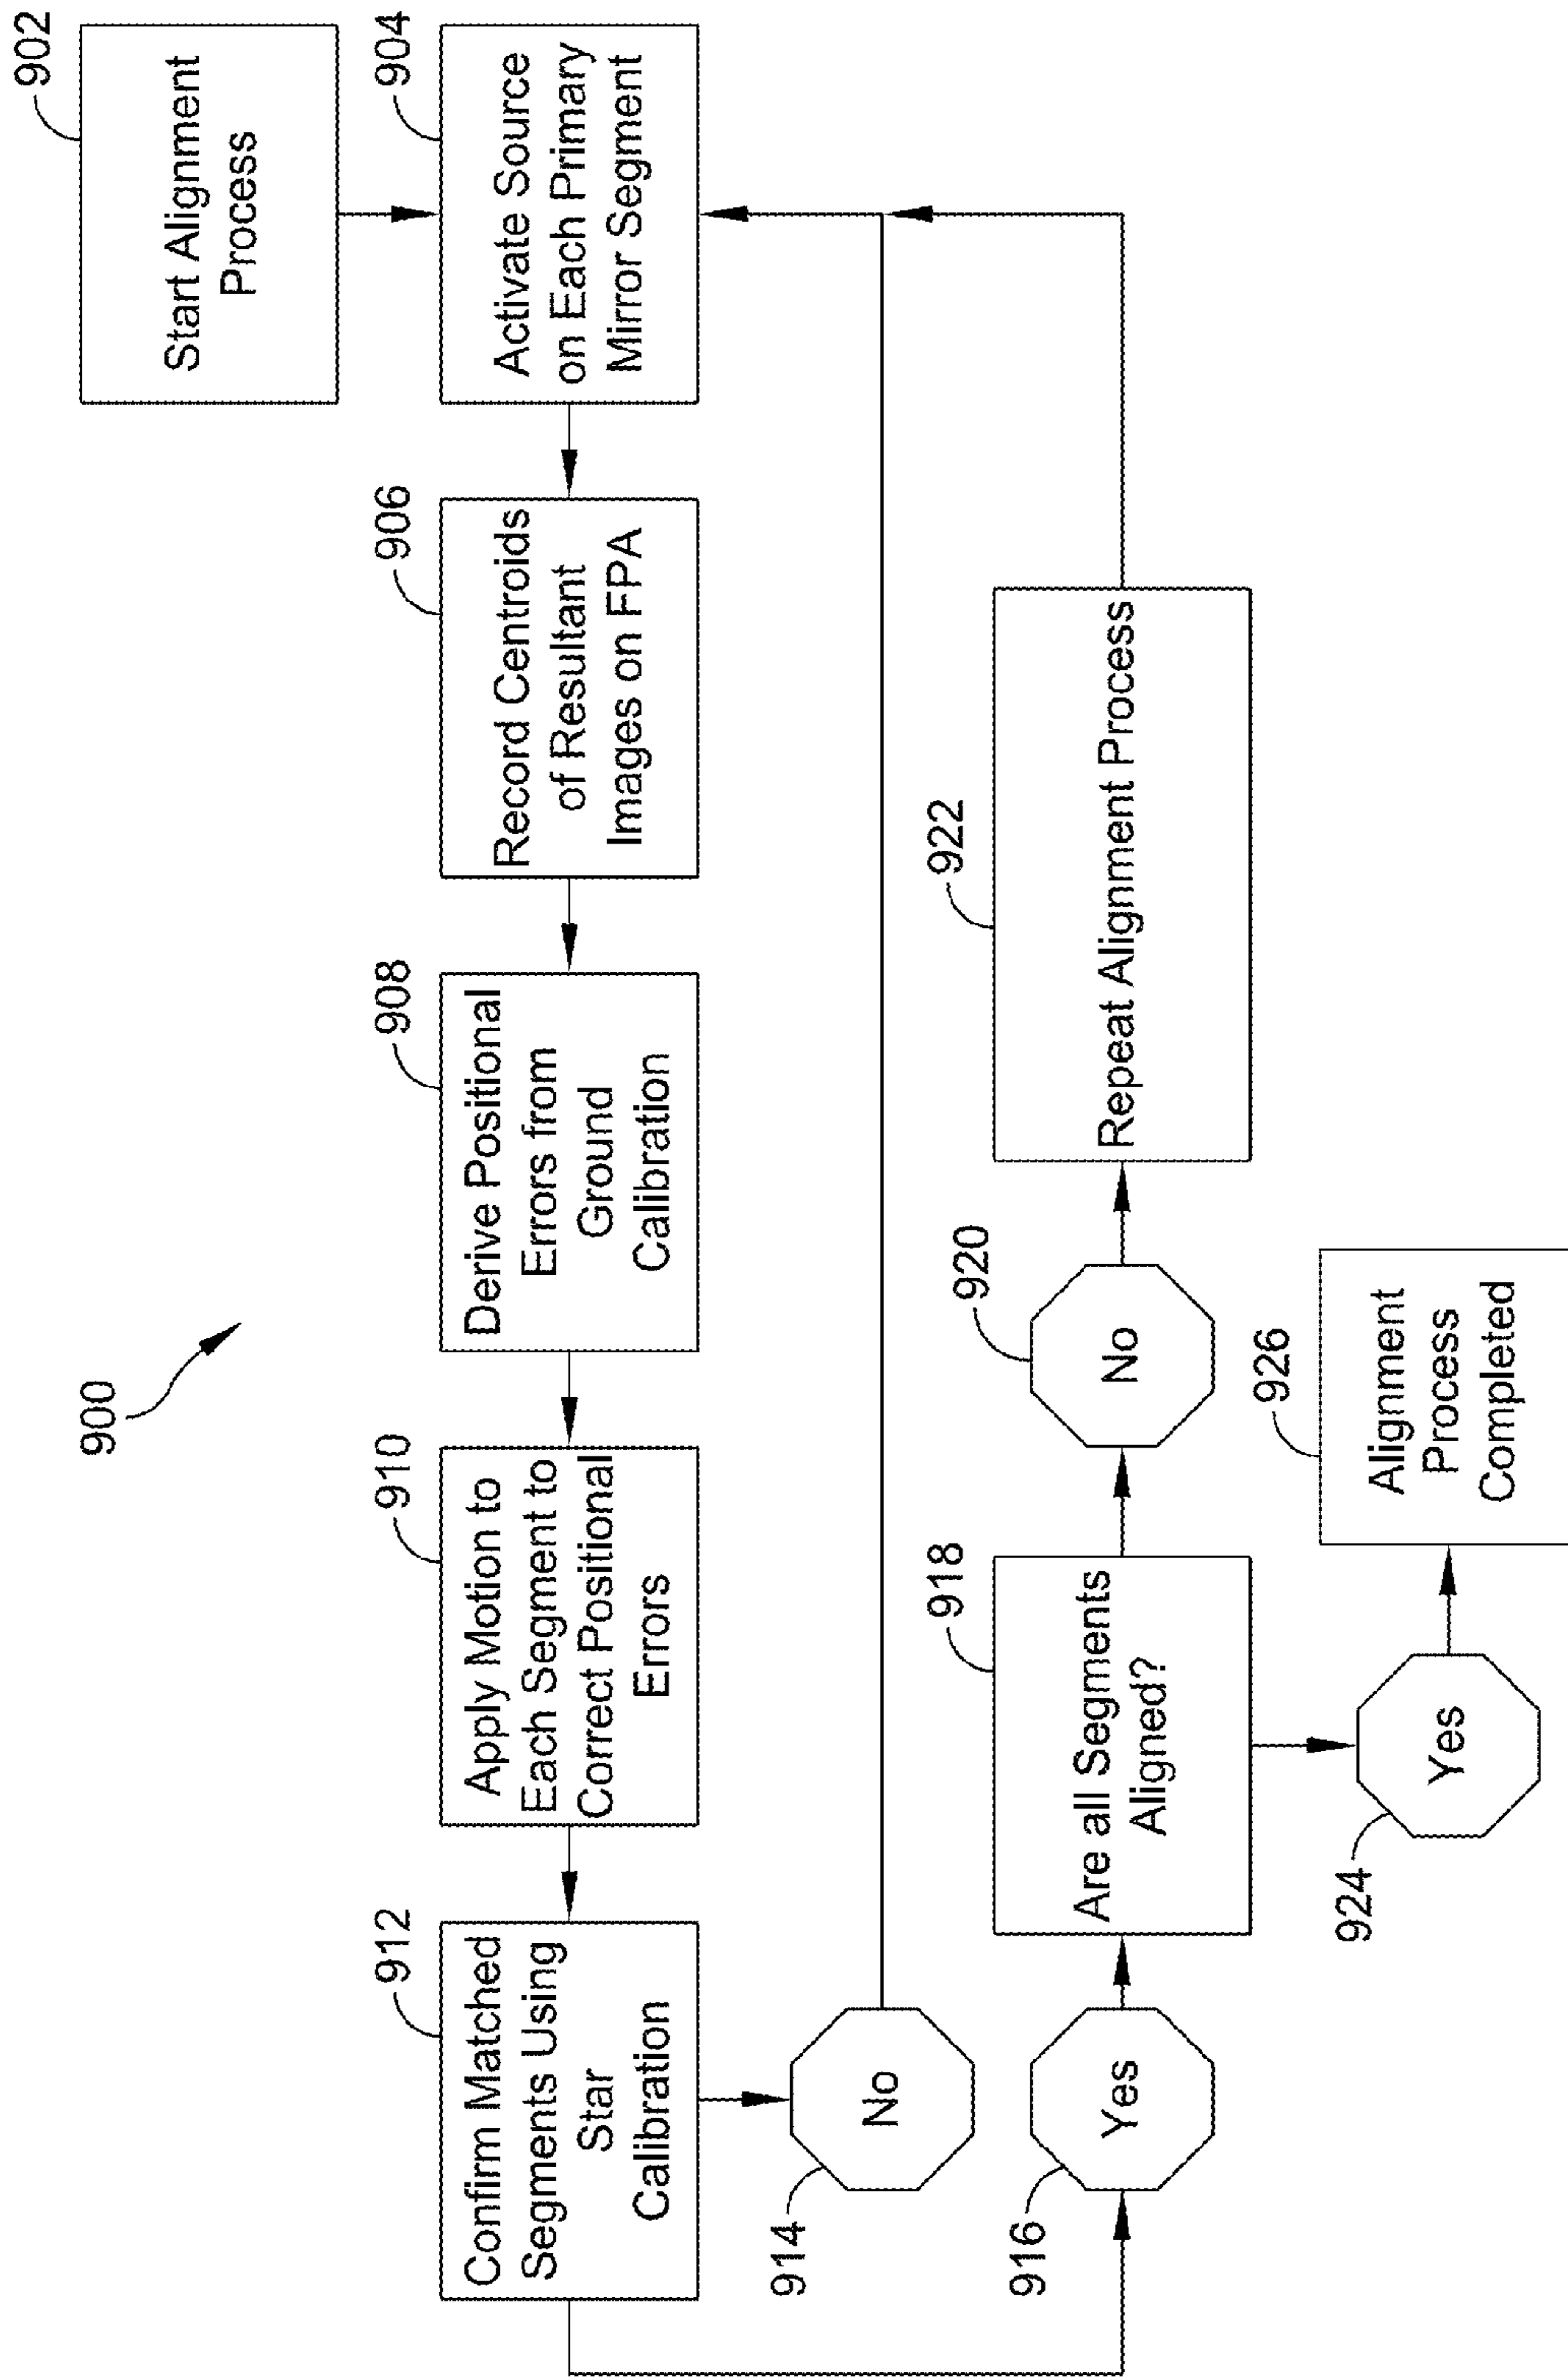 900
902
Start Alignment
Process
904
Activate Source
on Each Primary
Mirror Segment
906
Record Centroids
of Resultant
Images on FPA
908
Derive Positional
Errors from
Ground
Calibration
910
Apply Motion to
Each Segment to
Correct Positional
Errors
912
Confirm Matched
Segments Using
Star
Calibration
914
No
916
Yes
918
Are all Segments
Aligned?
920
No
922
Repeat Alignment Process
924
Yes
926
Alignment
Process
Completed